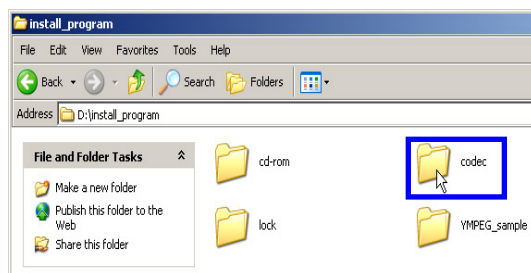 install_program
File Edit View Favorites Tools Help
Back Search Folders
Address D:\install_program
File and Folder Tasks
Make a new folder
Publish this folder to the
Web
Share this folder
cd-rom
codec
lock
YMPEG_sample